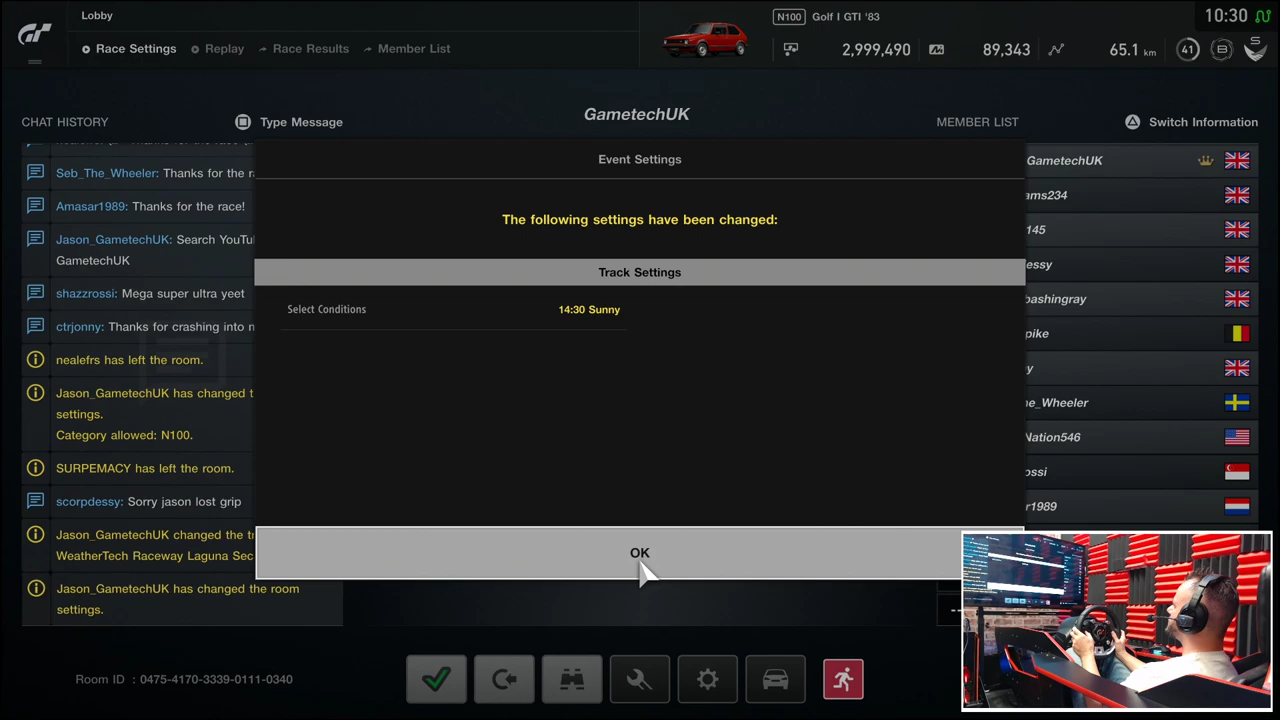 Lobby
Race Settings
Replay
Race Results
Member List
N100
Golf I GTI '83
2,999,490
89,343
65.1 km
41
B
S
10:30
CHAT HISTORY
Type Message
GametechUK
MEMBER LIST
Switch Information
Seb_The_Wheeler: Thanks for the ra
Amasar1989: Thanks for the race!
Jason_GametechUK: Search YouTu
GametechUK
shazzrossi: Mega super ultra yeet
ctrjonny: Thanks for crashing into m
nealefrs has left the room.
Jason_GametechUK has changed t
settings.
Category allowed: N100.
SURPEMACY has left the room.
scorpdessy: Sorry jason lost grip
Jason_GametechUK changed the t
WeatherTech Raceway Laguna Sec
Jason_GametechUK has changed the room
settings.
Event Settings
The following settings have been changed:
Track Settings
Select Conditions
14:30 Sunny
OK
GametechUK
ams234
145
essy
bashingray
pike
y
e_Wheeler
Nation546
ossi
r1989
Room ID : 0475-4170-3339-0111-0340